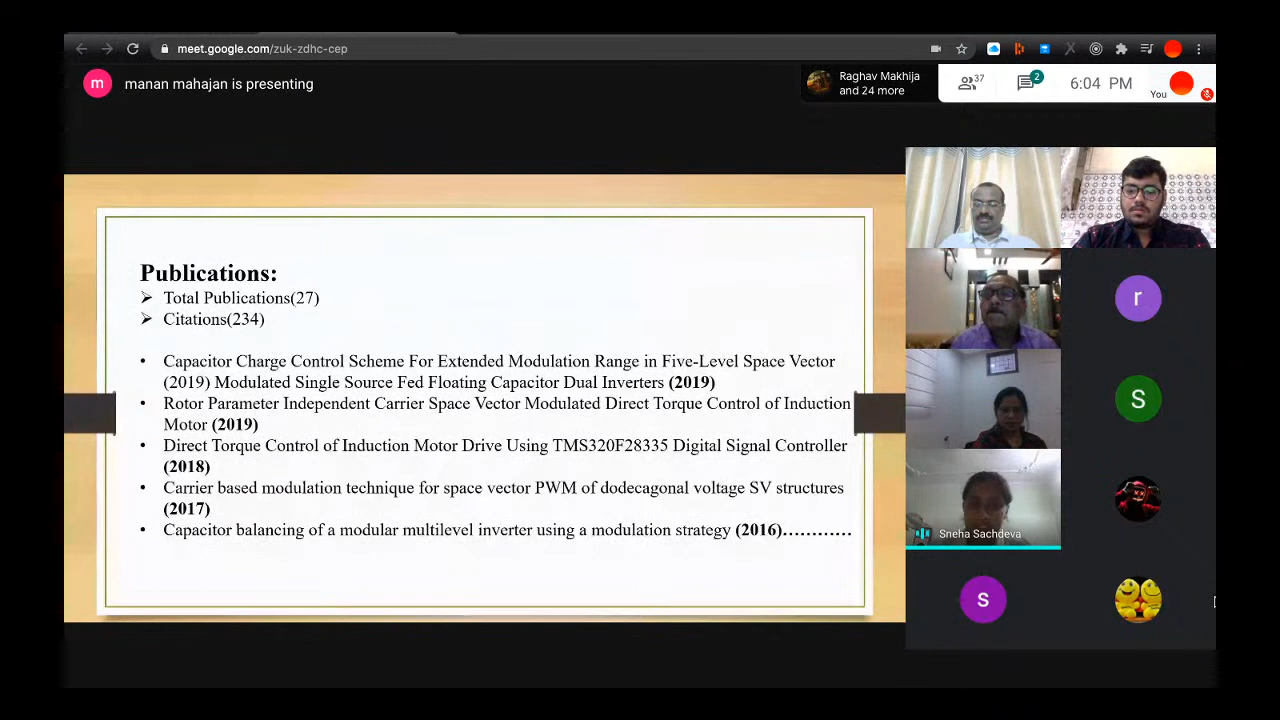 meet.google.com/zuk-zdhc-cep
m
manan mahajan is presenting
Raghav Makhija
and 24 more
37
2
6:04 PM
You
Publications:
➢ Total Publications(27)
➢ Citations(234)
• Capacitor Charge Control Scheme For Extended Modulation Range in Five-Level Space Vector
(2019) Modulated Single Source Fed Floating Capacitor Dual Inverters (2019)
• Rotor Parameter Independent Carrier Space Vector Modulated Direct Torque Control of Induction
Motor (2019)
• Direct Torque Control of Induction Motor Drive Using TMS320F28335 Digital Signal Controller
(2018)
• Carrier based modulation technique for space vector PWM of dodecagonal voltage SV structures
(2017)
• Capacitor balancing of a modular multilevel inverter using a modulation strategy (2016)…………
r
S
Sneha Sachdeva
S